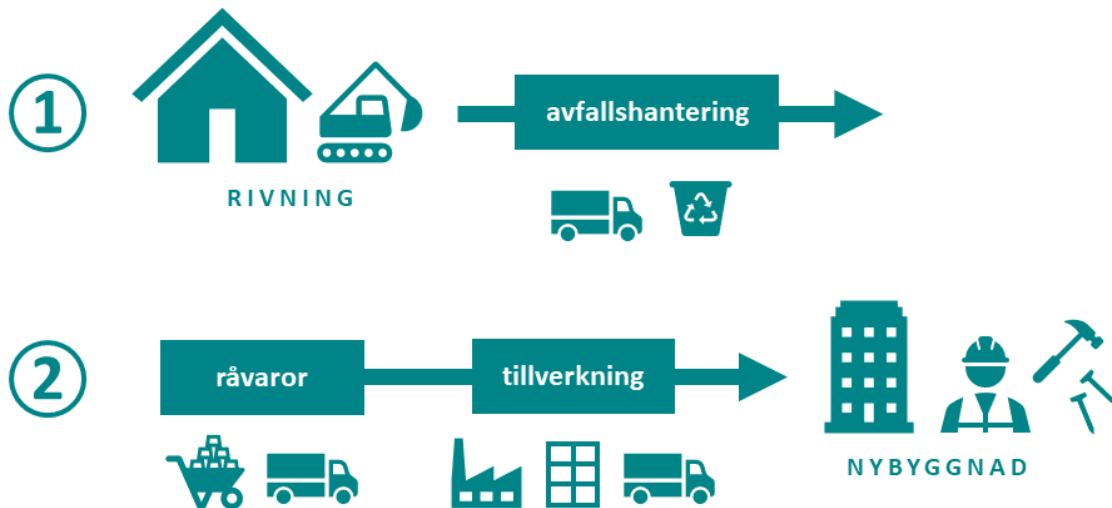 1
avfallshantering
RIVNING
2
råvaror
tillverkning
NYBYGGNAD